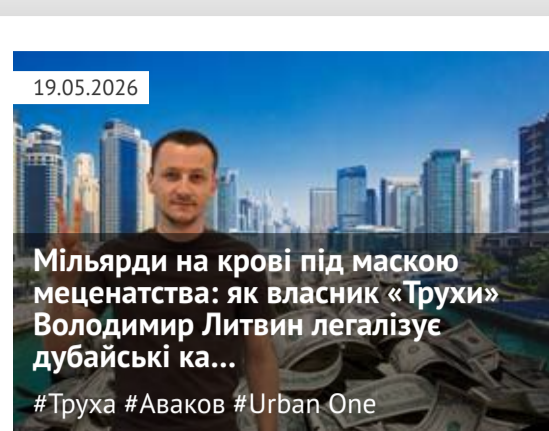 19.05.2026
Мільярди на крові під маскою
меценатства: як власник «Трухи»
Володимир Литвин легалізує
дубайські ка...
#Труха #Аваков #Urban One